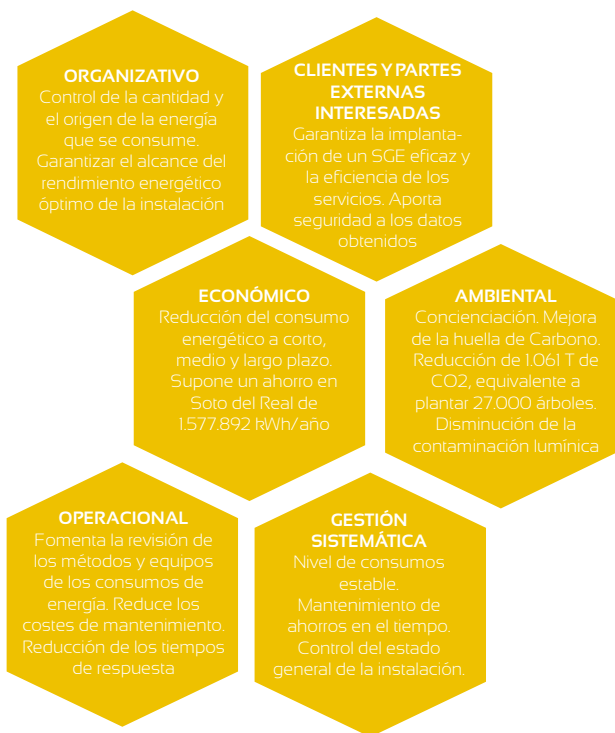 ORGANIZATIVO
Control de la cantidad y
el origen de la energía
que se consume.
Garantizar el alcance del
rendimiento energético
óptimo de la instalación
CLIENTES Y PARTES
EXTERNAS
INTERESADAS
Garantiza la implanta-
ción de un SGE eficaz y
la eficiencia de los
servicios. Aporta
seguridad a los datos
obtenidos
ECONÓMICO
Reducción del consumo
energético a corto,
medio y largo plazo.
Supone un ahorro en
Soto del Real de
1.577.892 kWh/año
AMBIENTAL
Concienciación. Mejora
de la huella de Carbono.
Reducción de 1.061 T de
CO2, equivalente a
plantar 27.000 árboles.
Disminución de la
contaminación lumínica
OPERACIONAL
Fomenta la revisión de
los métodos y equipos
de los consumos de
energía. Reduce los
costes de mantenimiento.
Reducción de los tiempos
de respuesta
GESTIÓN
SISTEMÁTICA
Nivel de consumos
estable.
Mantenimiento de
ahorros en el tiempo.
Control del estado
general de la instalación.